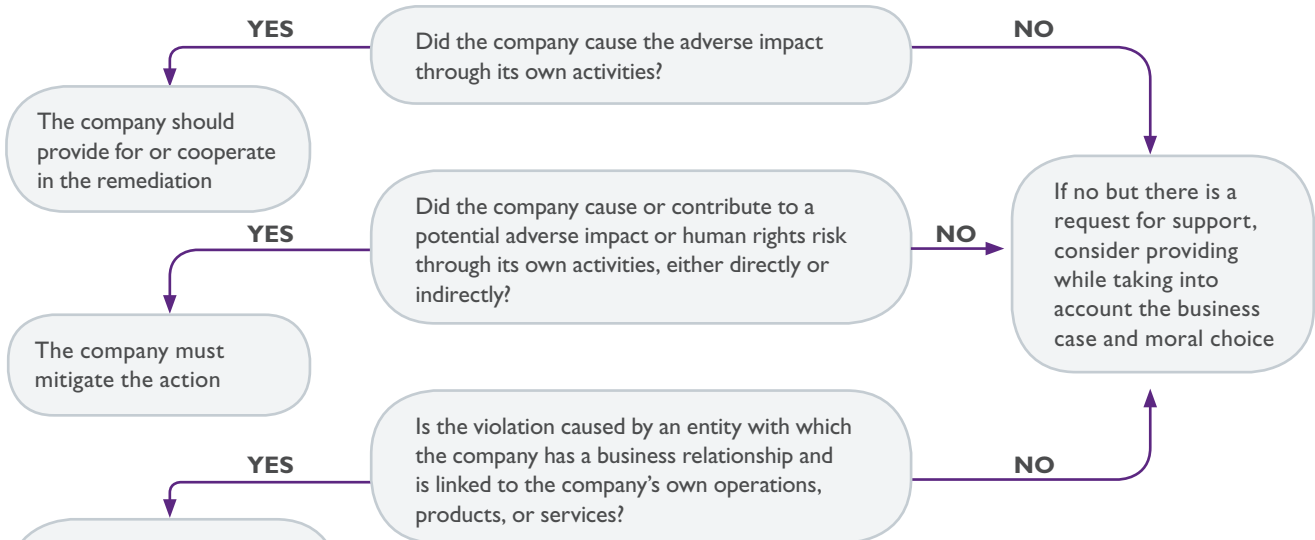 YES
Did the company cause the adverse impact
through its own activities?
NO
The company should
provide for or cooperate
in the remediation
YES
Did the company cause or contribute to a
potential adverse impact or human rights risk
through its own activities, either directly or
indirectly?
NO
If no but there is a
request for support,
consider providing
while taking into
account the business
case and moral choice
The company must
mitigate the action
YES
Is the violation caused by an entity with which
the company has a business relationship and
is linked to the company’s own operations,
products, or services?
NO